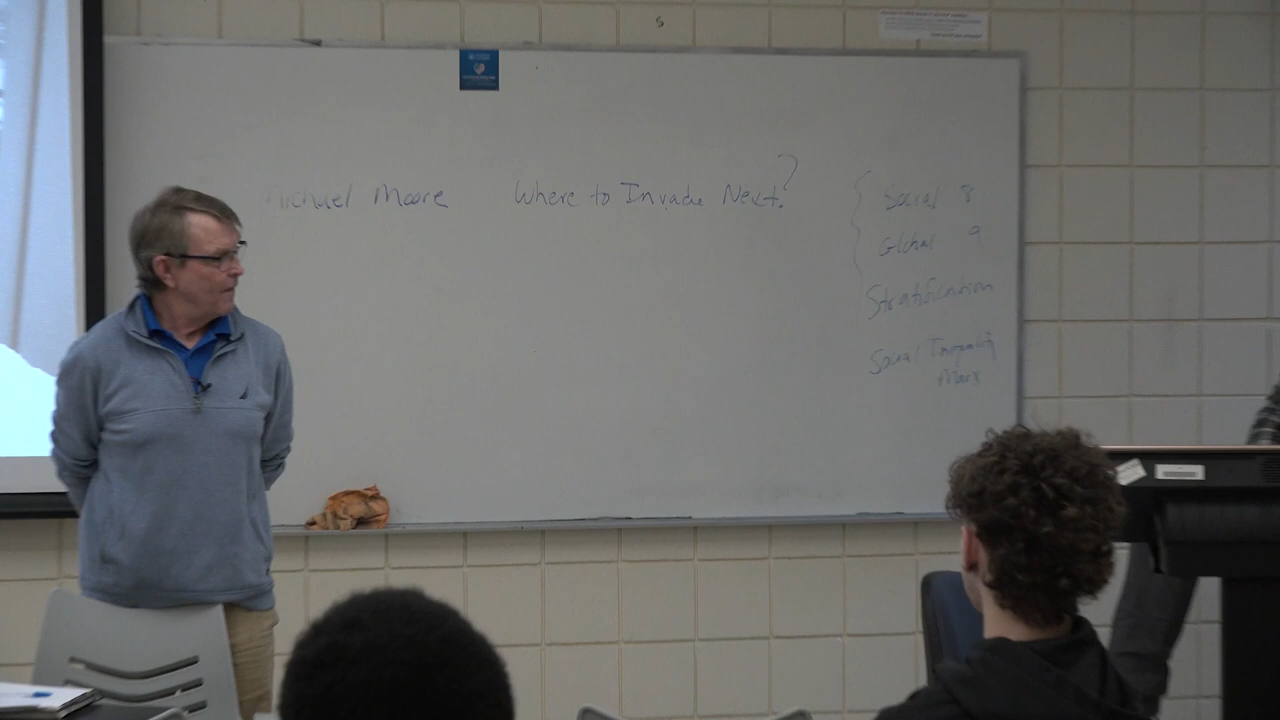 Michael Moore Where to Invade Next?
Social 8
Global 9
Stratification
Social Inequality
Marx